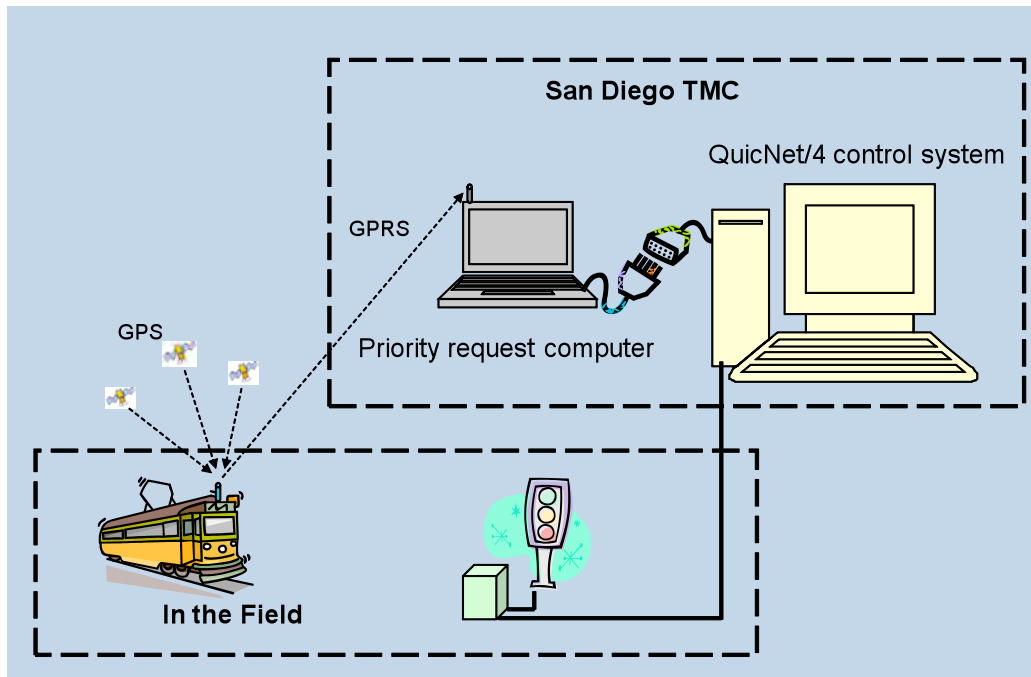 San Diego TMC
QuicNet/4 control system
GPRS
GPS
Priority request computer
In the Field